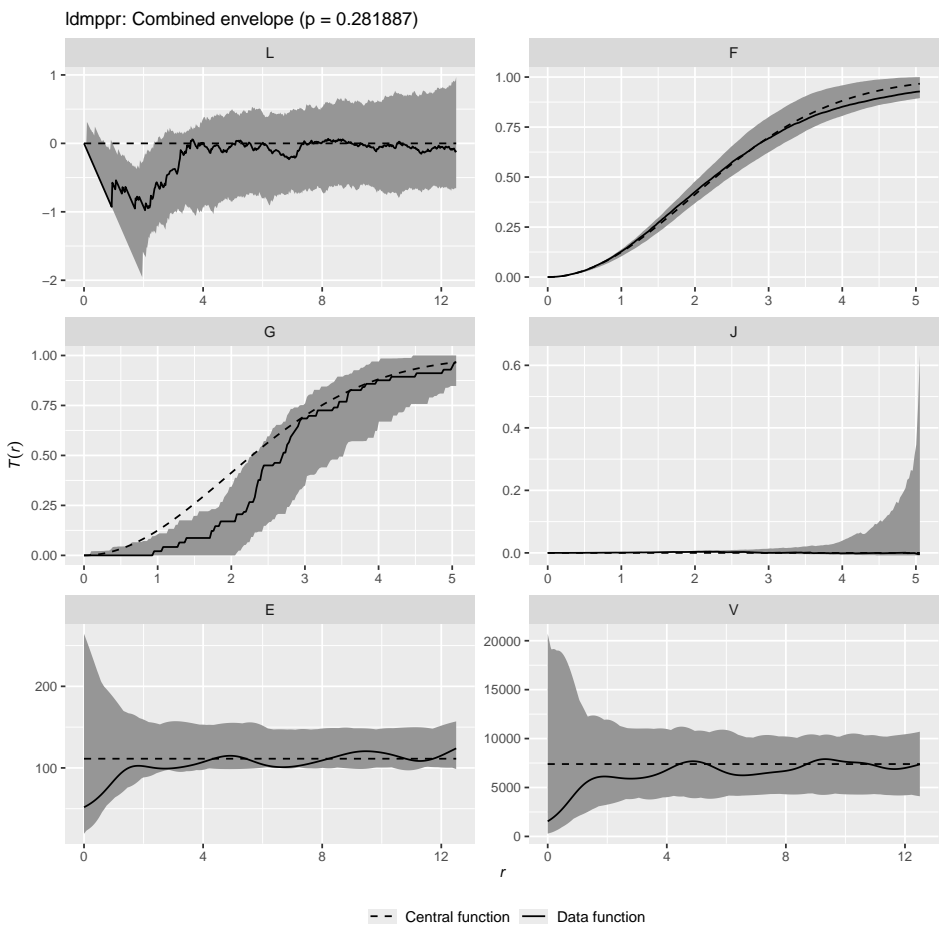 ldmppr: Combined envelope (p = 0.281887)
L F
1
0
−1
−2
0 4 8 12
1.00
0.75
0.50
0.25
0.00
0 1 2 3 4 5
G J
1.00
0.75
0.50
0.25
0.00
0 1 2 3 4 5
0.6
0.4
0.2
0.0
0 1 2 3 4 5
T(r)
E V
200
100
0 4 8 12
20000
15000
10000
5000
0
0 4 8 12
r
Central function Data function